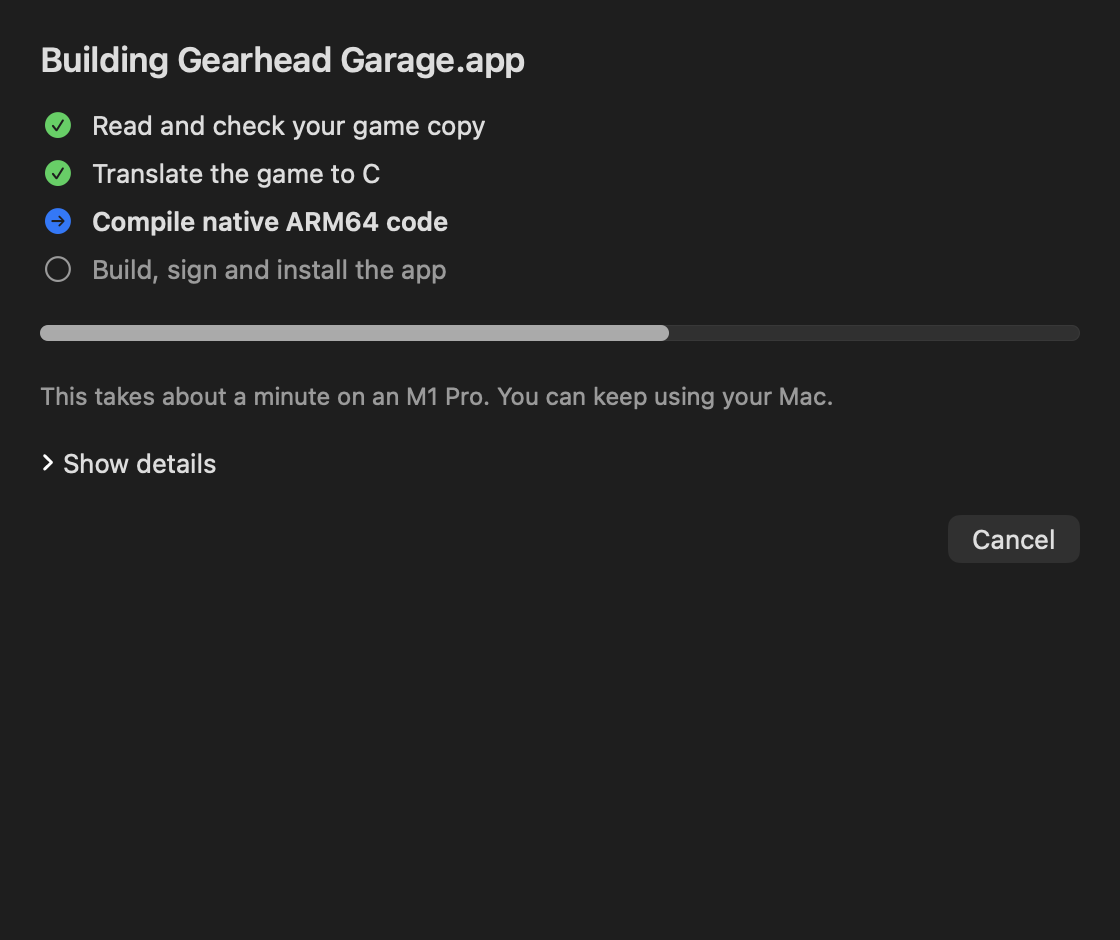 Building Gearhead Garage.app
Read and check your game copy
Translate the game to C
Compile native ARM64 code
Build, sign and install the app
This takes about a minute on an M1 Pro. You can keep using your Mac.
Show details
Cancel